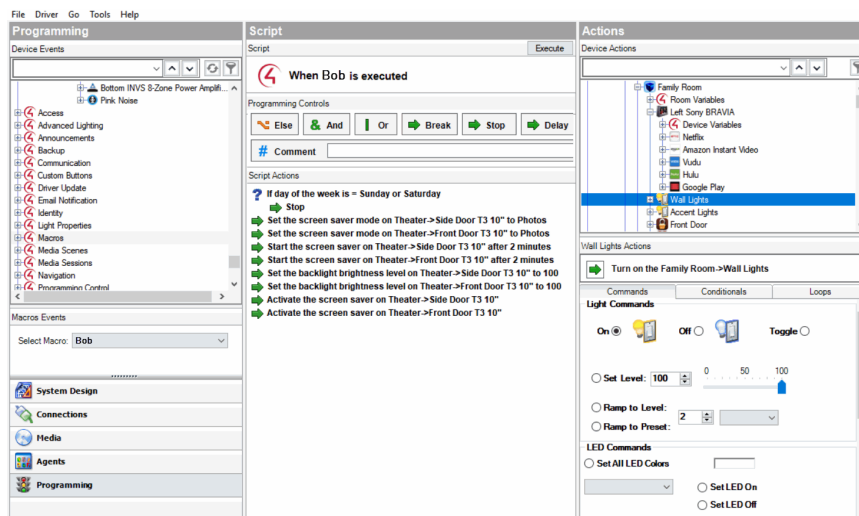 File Driver Go Tools Help
Programming
Device Events
Bottom INVS 8-Zone Power Amplifi...
Pink Noise
Access
Advanced Lighting
Announcements
Backup
Communication
Custom Buttons
Driver Update
Email Notification
Identity
Light Properties
Macros
Media Scenes
Media Sessions
Navigation
Programming Control
Macros Events
Select Macro: Bob
System Design
Connections
Media
Agents
Programming
Script
Script Execute
When Bob is executed
Programming Controls
Else And Or Break Stop Delay
# Comment
Script Actions
If day of the week is = Sunday or Saturday
Stop
Set the screen saver mode on Theater->Side Door T3 10" to Photos
Set the screen saver mode on Theater->Front Door T3 10" to Photos
Start the screen saver on Theater->Side Door T3 10" after 2 minutes
Start the screen saver on Theater->Front Door T3 10" after 2 minutes
Set the backlight brightness level on Theater->Side Door T3 10" to 100
Set the backlight brightness level on Theater->Front Door T3 10" to 100
Activate the screen saver on Theater->Side Door T3 10"
Activate the screen saver on Theater->Front Door T3 10"
Actions
Device Actions
Family Room
Room Variables
Left Sony BRAVIA
Device Variables
Netflix
Amazon Instant Video
Vudu
Hulu
Google Play
Wall Lights
Accent Lights
Front Door
Wall Lights Actions
Turn on the Family Room->Wall Lights
Commands Conditionals Loops
Light Commands
On Off Toggle
Set Level: 100 0 50 100
Ramp to Level: 2
Ramp to Preset:
LED Commands
Set All LED Colors
Set LED On
Set LED Off